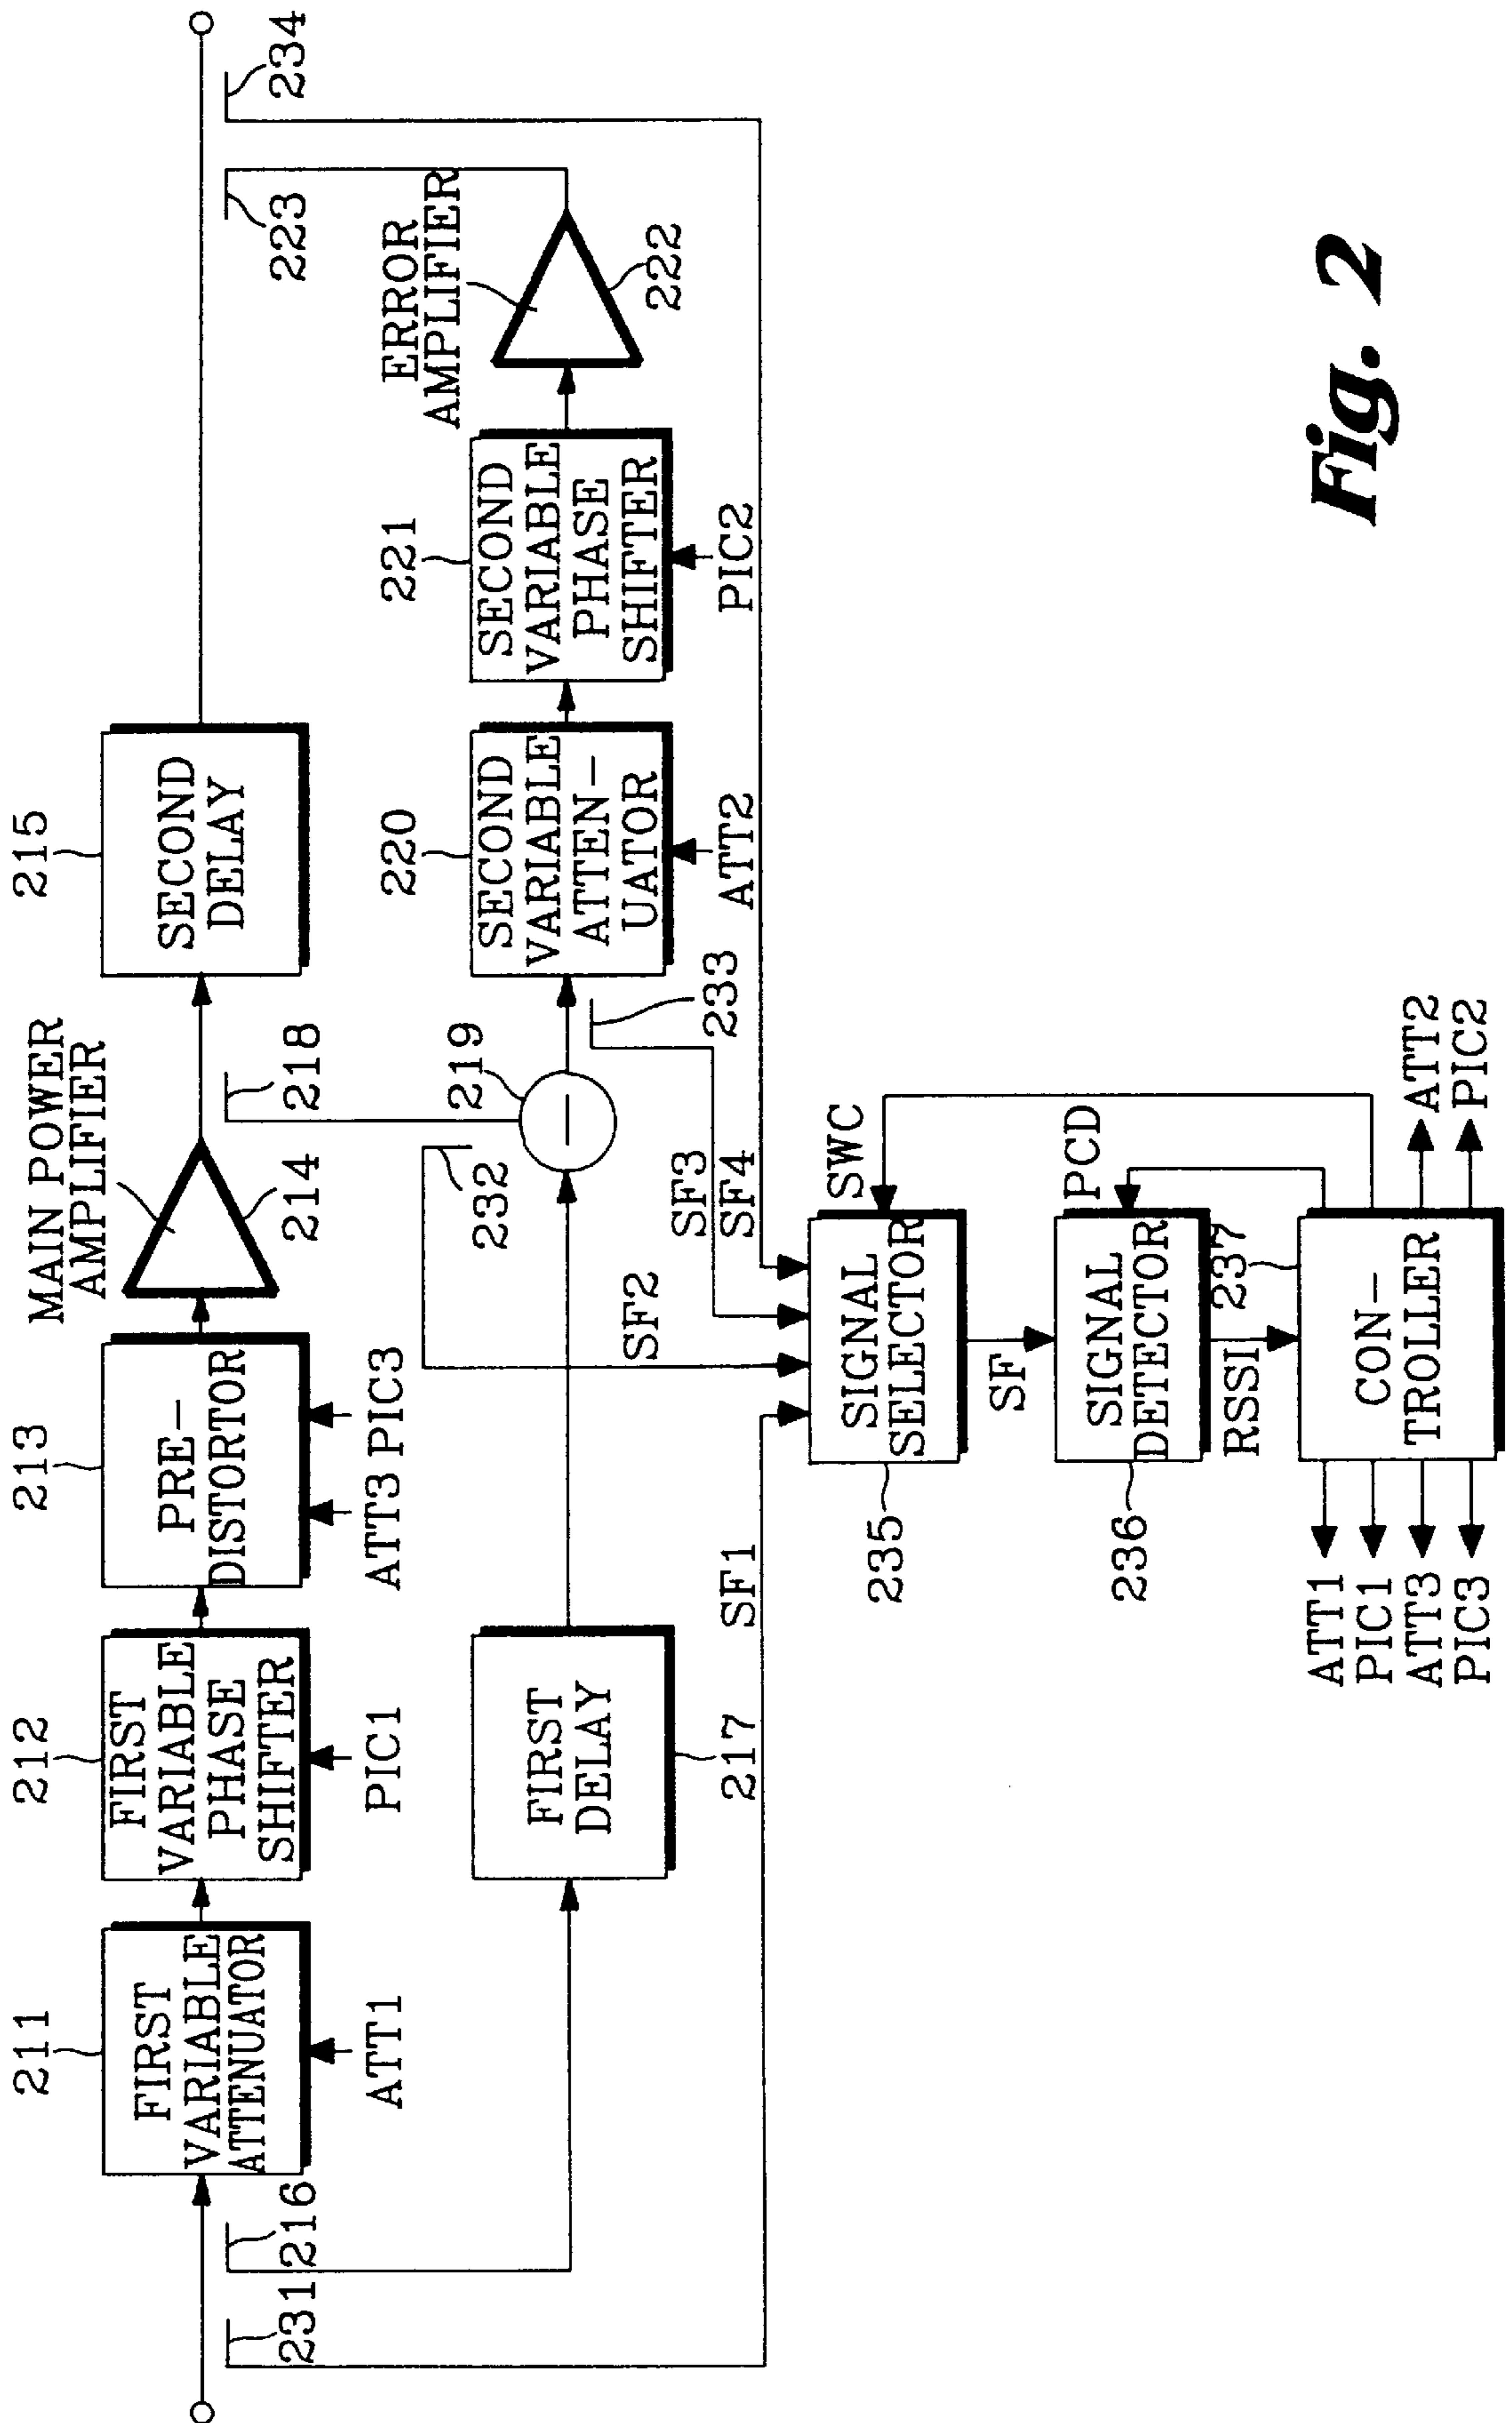 211
FIRST
VARIABLE
ATTENUATOR
ATT1
212
FIRST
VARIABLE
PHASE
SHIFTER
PIC1
213
PRE-
DISTORTOR
ATT3
PIC3
MAIN POWER
AMPLIFIER
214
218
215
SECOND
DELAY
223
234
231
216
FIRST
DELAY
217
232
219
233
220
SECOND
VARIABLE
ATTEN-
UATOR
ATT2
221
SECOND
VARIABLE
PHASE
SHIFTER
PIC2
ERROR
AMPLIFIER
222
SF1
SF2
SF3
SF4
SIGNAL
SELECTOR
235
SWC
SF
SIGNAL
DETECTOR
236
PCD
RSSI
237
CON-
TROLLER
ATT1
PIC1
ATT3
PIC3
ATT2
PIC2
Fig. 2